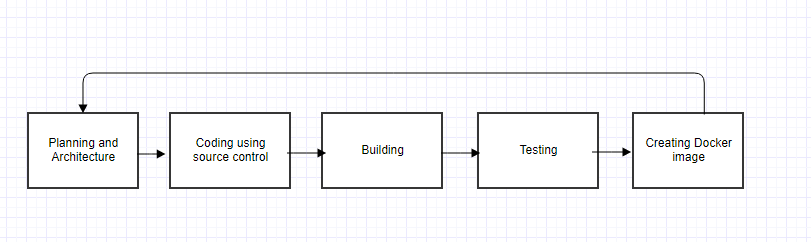 Planning and
Architecture
Coding using
source control
Building
Testing
Creating Docker
image